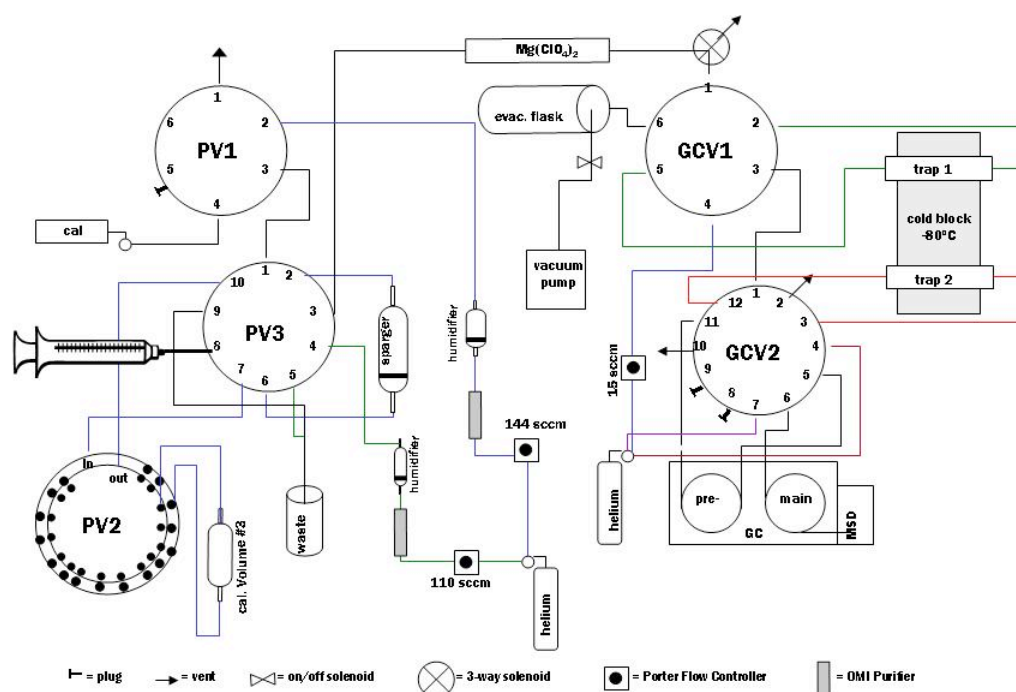 Mg(ClO4)2
1
2
3
4
5
6
PV1
cal
evac. flask
vacuum
pump
1
2
3
4
5
6
GCV1
trap 1
cold block
-80°C
trap 2
1
2
3
4
5
6
7
8
9
10
PV3
sparger
humidifier
humidifier
144 sccm
110 sccm
15 sccm
1
2
3
4
5
6
7
8
9
10
11
12
GCV2
In
out
PV2
cal. Volume #3
waste
helium
helium
pre-
main
GC
MSD
= plug
= vent
= on/off solenoid
= 3-way solenoid
= Porter Flow Controller
= OMI Purifier